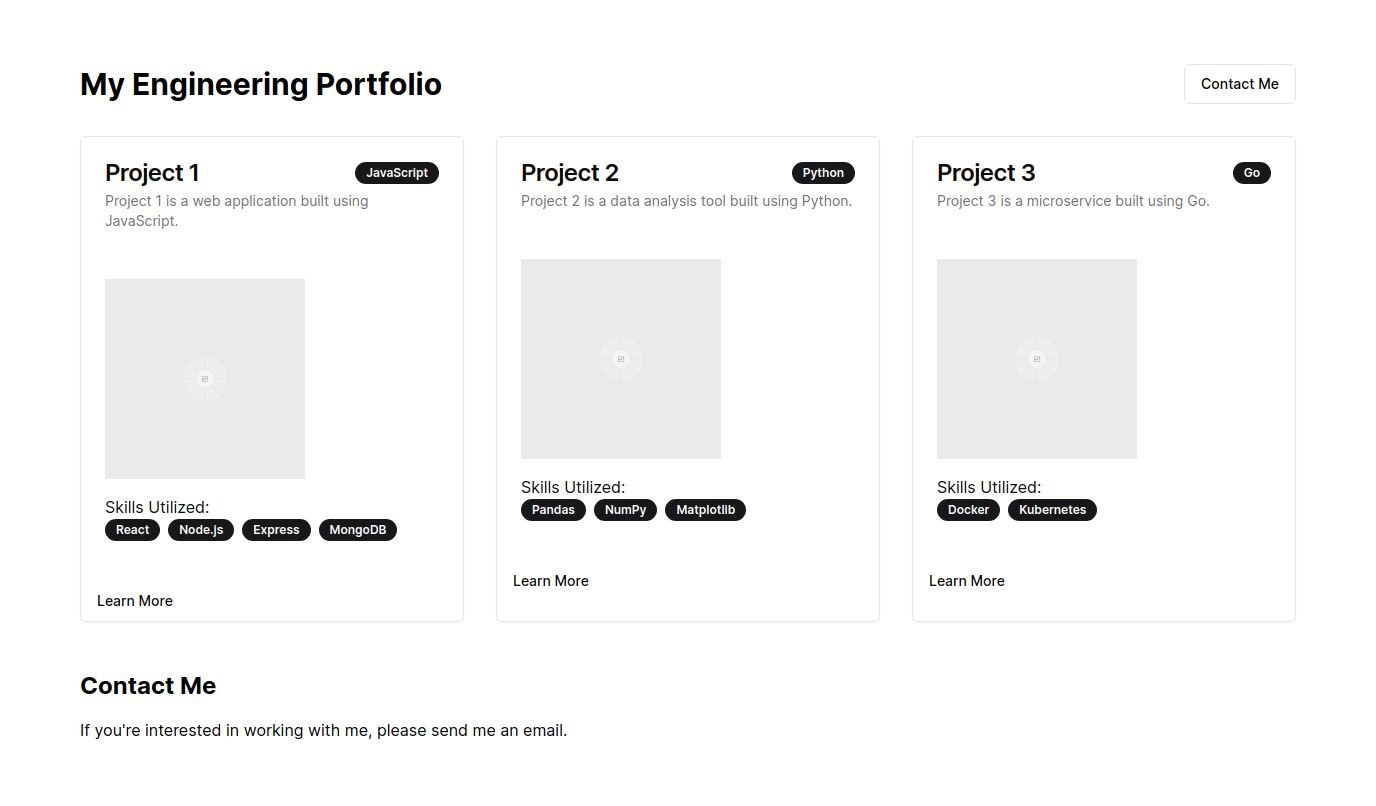 My Engineering Portfolio
Contact Me
Project 1
JavaScript
Project 1 is a web application built using
JavaScript.
Skills Utilized:
React Node.js Express MongoDB
Learn More
Project 2
Python
Project 2 is a data analysis tool built using Python.
Skills Utilized:
Pandas NumPy Matplotlib
Learn More
Project 3
Go
Project 3 is a microservice built using Go.
Skills Utilized:
Docker Kubernetes
Learn More
Contact Me
If you're interested in working with me, please send me an email.